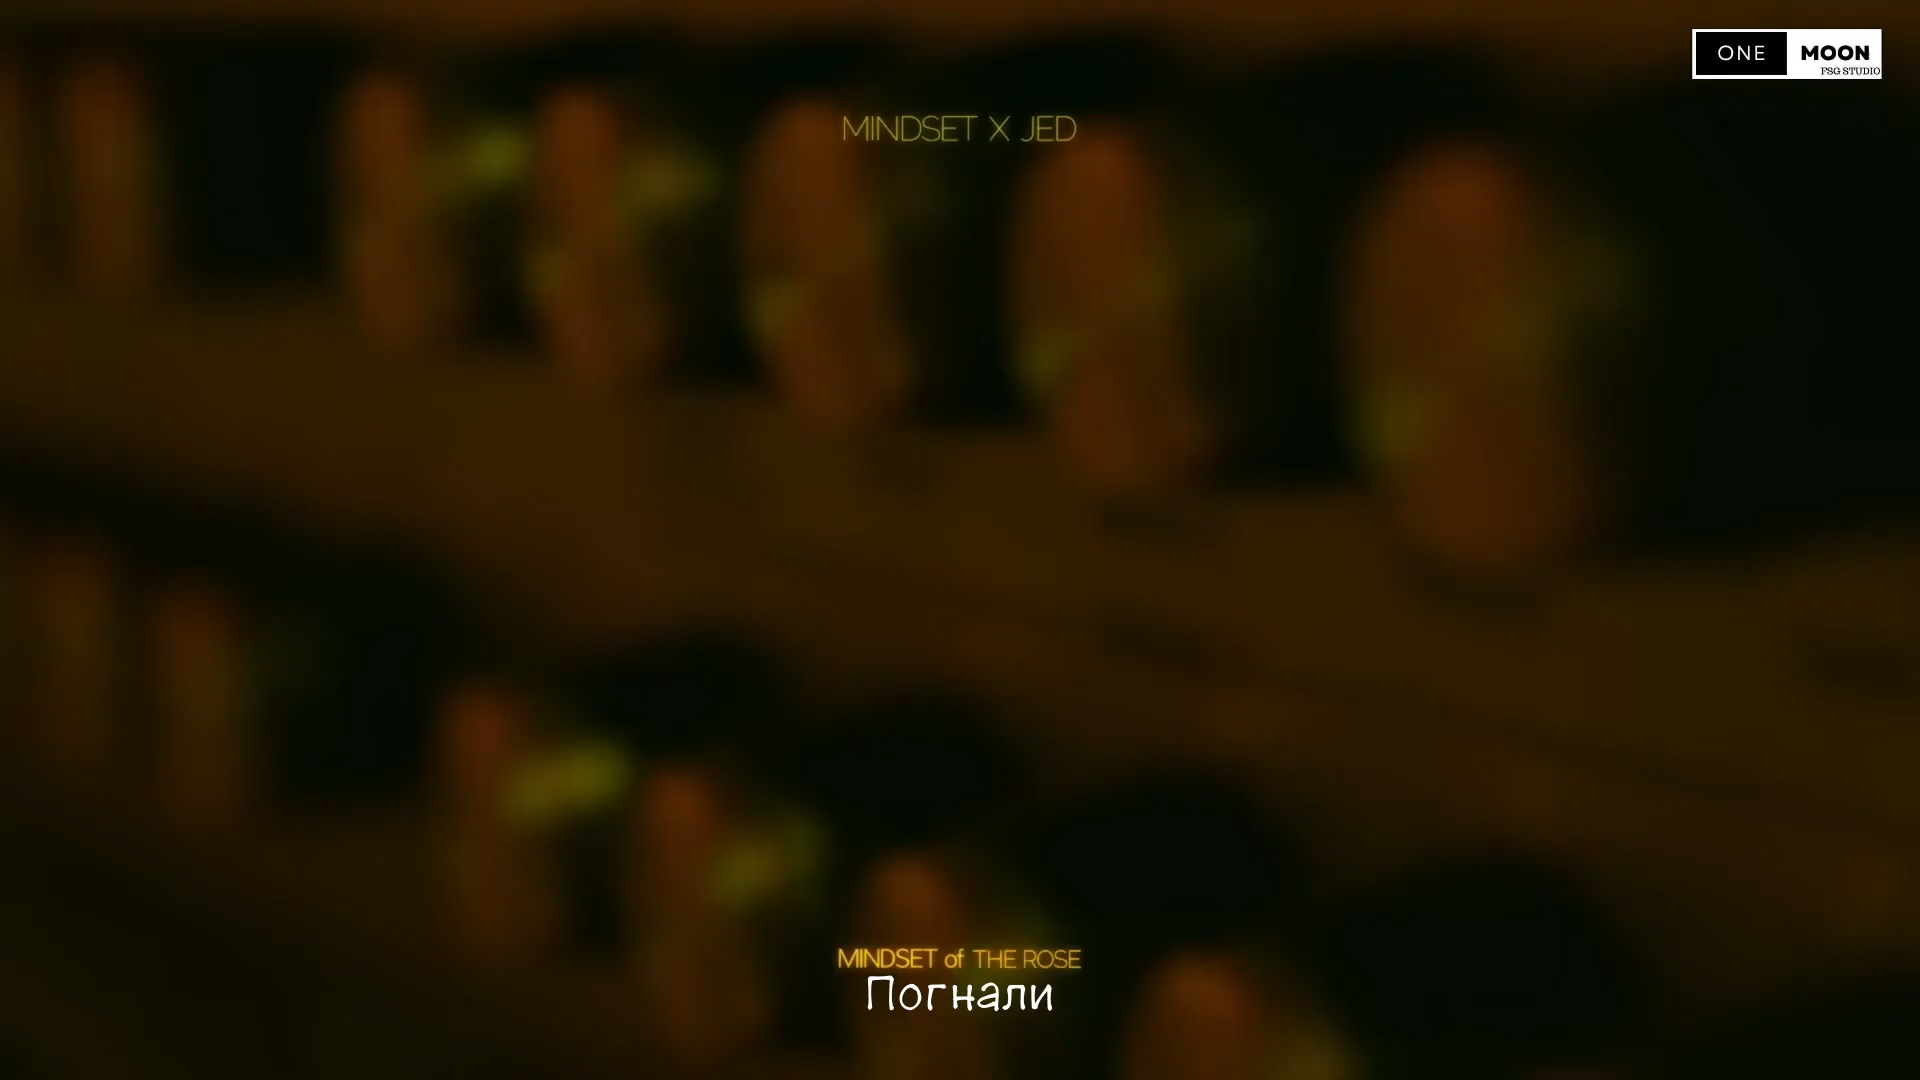 ONE MOON
FSG STUDIO
MINDSET X JED
MINDSET of THE ROSE
Погнали